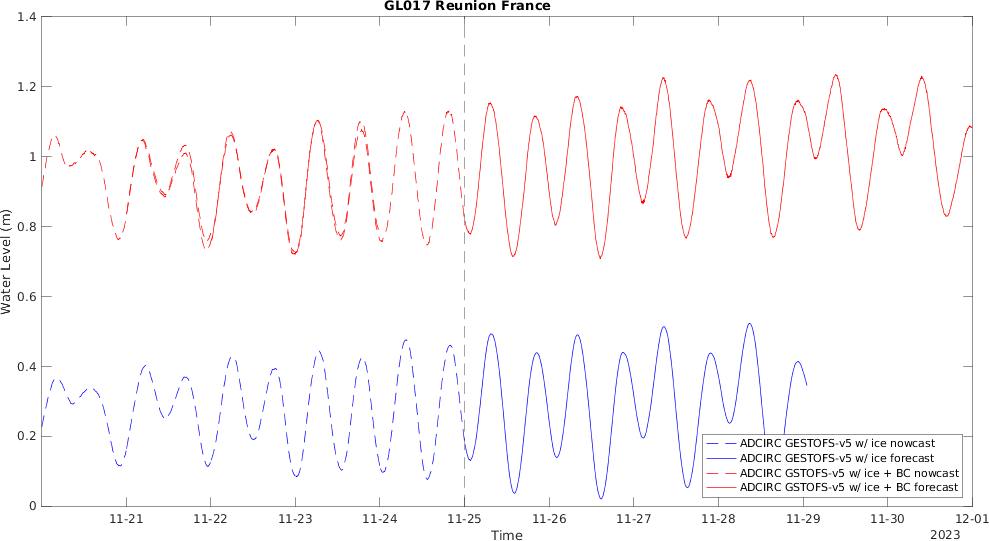 GL017 Reunion France
1.4
1.2
1
0.8
0.6
0.4
0.2
0
Water Level (m)
ADCIRC GESTOFS-v5 w/ ice nowcast
ADCIRC GESTOFS-v5 w/ ice forecast
ADCIRC GSTOFS-v5 w/ ice + BC nowcast
ADCIRC GSTOFS-v5 w/ ice + BC forecast
11-21 11-22 11-23 11-24 11-25 11-26 11-27 11-28 11-29 11-30 12-01
Time
2023